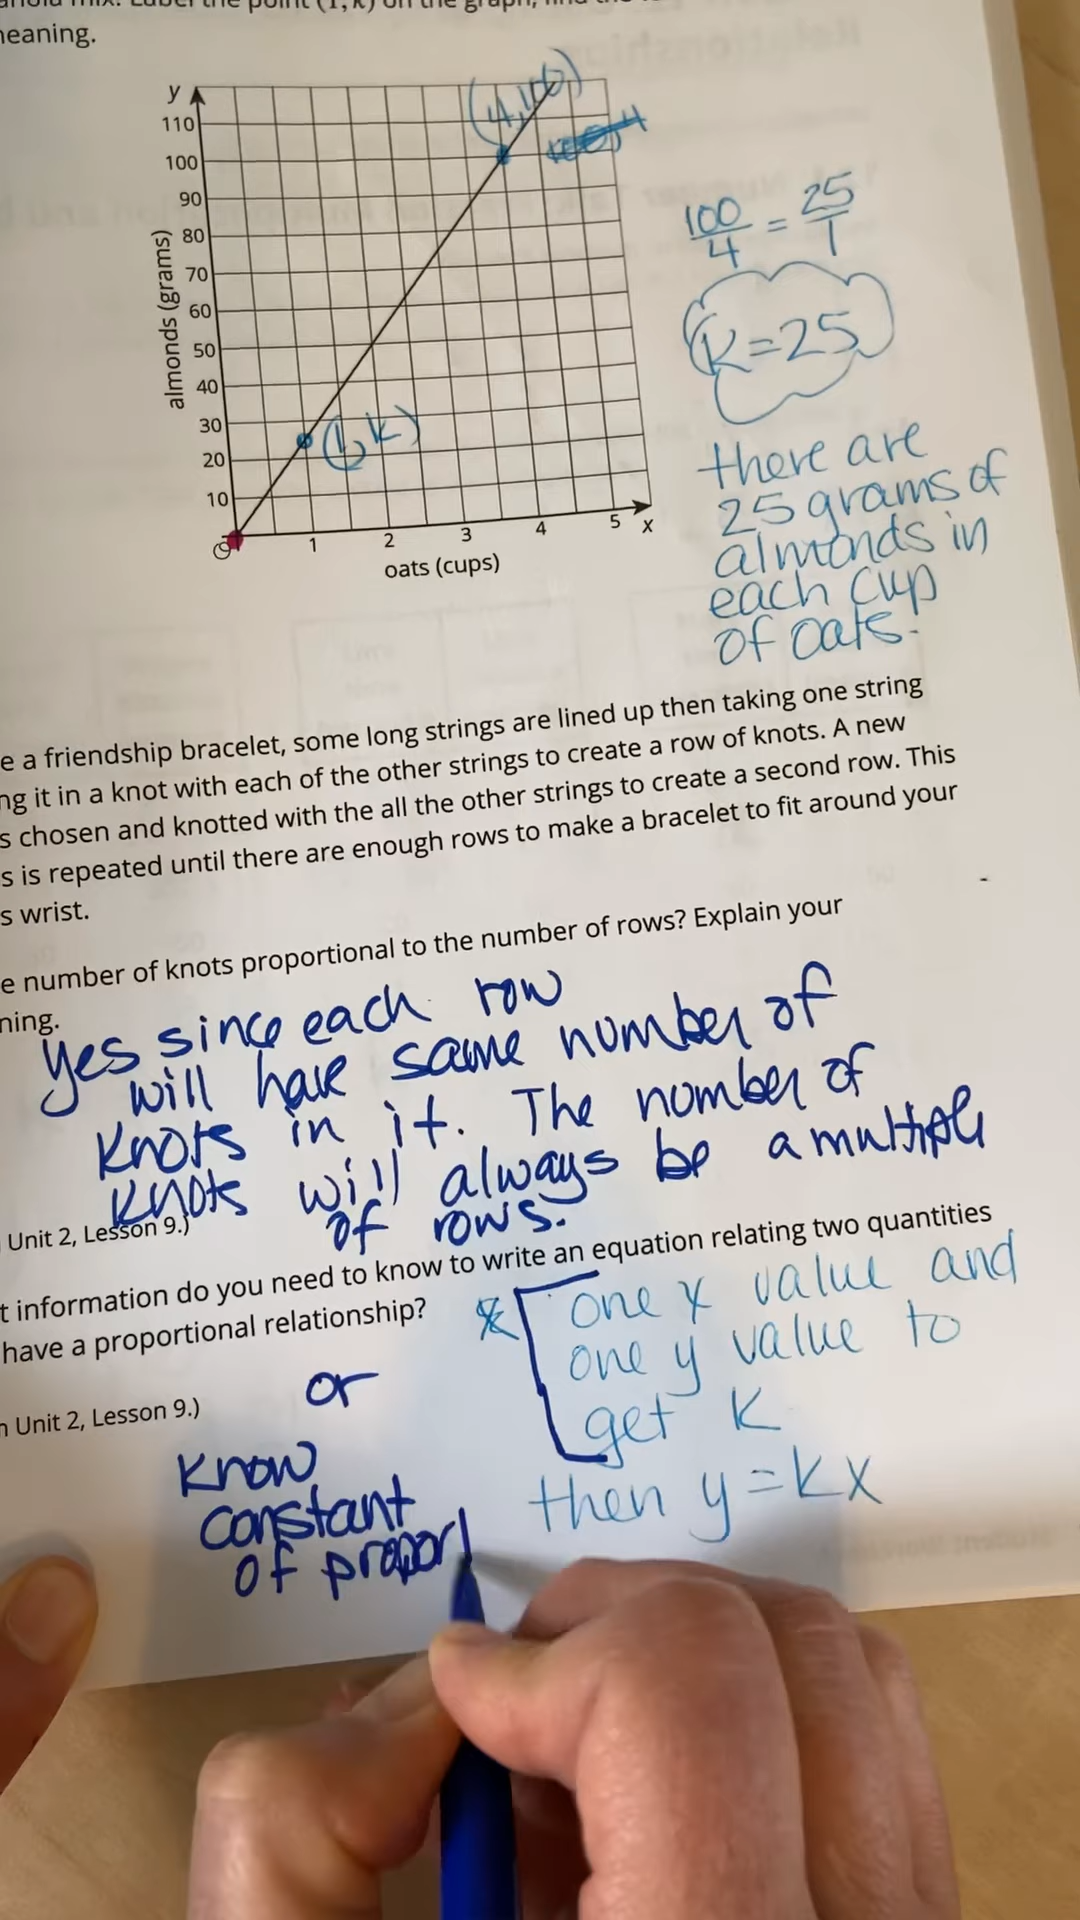 meaning.
y
110
100
90
80
70
60
50
40
30
20
10
almonds (grams)
1
2
3
4
5
x
oats (cups)
(4,100)
(1,k)
100/4 = 25/1
K=25
there are
25 grams of
almonds in
each cup
of oats.
e a friendship bracelet, some long strings are lined up then taking one string
ng it in a knot with each of the other strings to create a row of knots. A new
s chosen and knotted with the all the other strings to create a second row. This
s is repeated until there are enough rows to make a bracelet to fit around your
s wrist.
e number of knots proportional to the number of rows? Explain your
ning.
yes since each row
will have same number of
knots in it. The number of
knots will always be a multiple
of rows.
Unit 2, Lesson 9.)
t information do you need to know to write an equation relating two quantities
have a proportional relationship?
one x value and
one y value to
get K
then y=kx
or
n Unit 2, Lesson 9.)
Know
constant
of propor